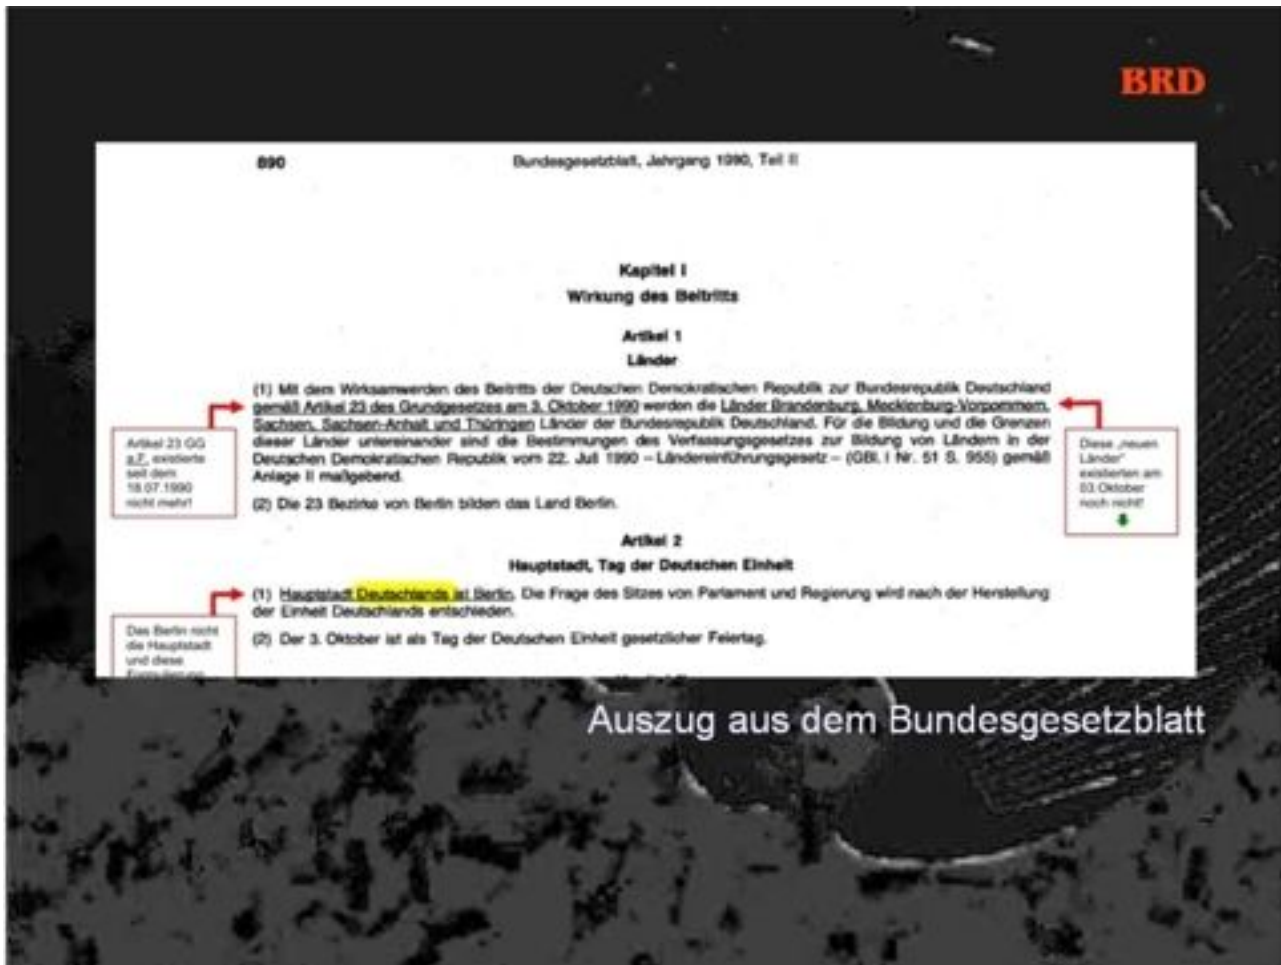 BRD
890
Bundesgesetzblatt, Jahrgang 1990, Teil II
Kapitel I
Wirkung des Beitritts
Artikel 1
Länder
(1) Mit dem Wirksamwerden des Beitritts der Deutschen Demokratischen Republik zur Bundesrepublik Deutschland
gemäß Artikel 23 des Grundgesetzes am 3. Oktober 1990 werden die Länder Brandenburg, Mecklenburg-Vorpommern,
Sachsen, Sachsen-Anhalt und Thüringen Länder der Bundesrepublik Deutschland. Für die Bildung und die Grenzen
dieser Länder untereinander sind die Bestimmungen des Verfassungsgesetzes zur Bildung von Ländern in der
Deutschen Demokratischen Republik vom 22. Juli 1990 – Ländereinführungsgesetz – (GBl. I Nr. 51 S. 955) gemäß
Anlage II maßgebend.
(2) Die 23 Bezirke von Berlin bilden das Land Berlin.
Artikel 23 GG
a.F. existierte
seit dem
18.07.1990
nicht mehr!
Diese „neuen
Länder"
existierten am
03.Oktober
noch nicht!
Artikel 2
Hauptstadt, Tag der Deutschen Einheit
(1) Hauptstadt Deutschlands ist Berlin. Die Frage des Sitzes von Parlament und Regierung wird nach der Herstellung
der Einheit Deutschlands entschieden.
(2) Der 3. Oktober ist als Tag der Deutschen Einheit gesetzlicher Feiertag.
Das Berlin nicht
die Hauptstadt
und diese
Auszug aus dem Bundesgesetzblatt